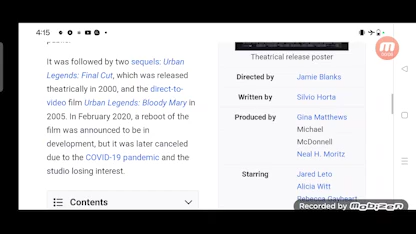 4:15
It was followed by two sequels: Urban
Legends: Final Cut, which was released
theatrically in 2000, and the direct-to-
video film Urban Legends: Bloody Mary in
2005. In February 2020, a reboot of the
film was announced to be in
development, but it was later canceled
due to the COVID-19 pandemic and the
studio losing interest.
Contents
Theatrical release poster
Directed by Jamie Blanks
Written by Silvio Horta
Produced by Gina Matthews
Michael
McDonnell
Neal H. Moritz
Starring Jared Leto
Alicia Witt
Rebecca Gayheart
Recorded by Mobizen